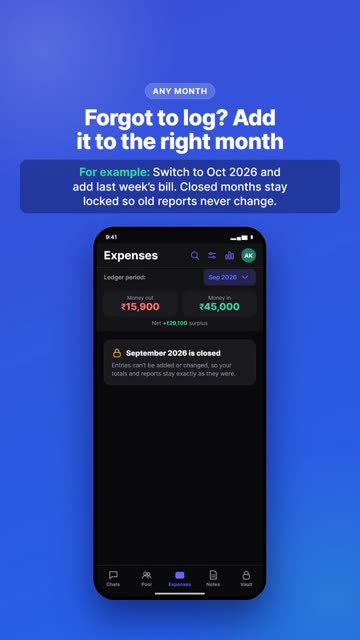 ANY MONTH
Forgot to log? Add
it to the right month
For example: Switch to Oct 2026 and
add last week's bill. Closed months stay
locked so old reports never change.
9:41
Expenses
AK
Ledger period:
Sep 2026
Money out
Money in
₹15,900
₹45,000
Net +₹29,100 surplus
September 2026 is closed
Entries can't be added or changed, so your
totals and reports stay exactly as they were.
Chats
Pool
Expenses
Notes
Vault